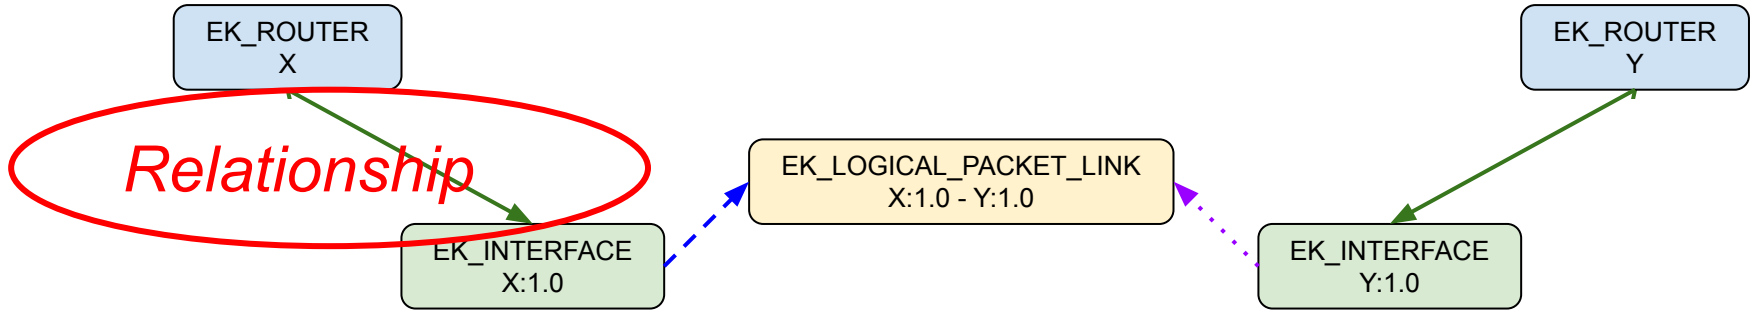 EK_ROUTER
X
EK_ROUTER
Y
Relationship
EK_LOGICAL_PACKET_LINK
X:1.0 - Y:1.0
EK_INTERFACE
X:1.0
EK_INTERFACE
Y:1.0